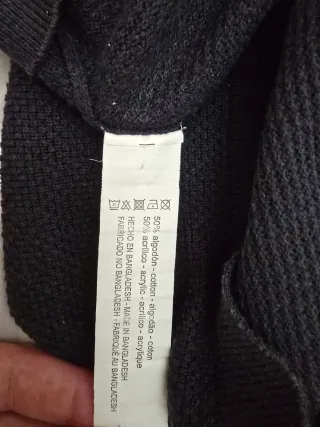 50% algodón - cotton - algodão - coton
50% acrílico - acrylic - acrílico - acrylique
HECHO EN BANGLADESH - MADE IN BANGLADESH
FABRICADO NO BANGLADESH - FABRIQUÉ AU BANGLADESH